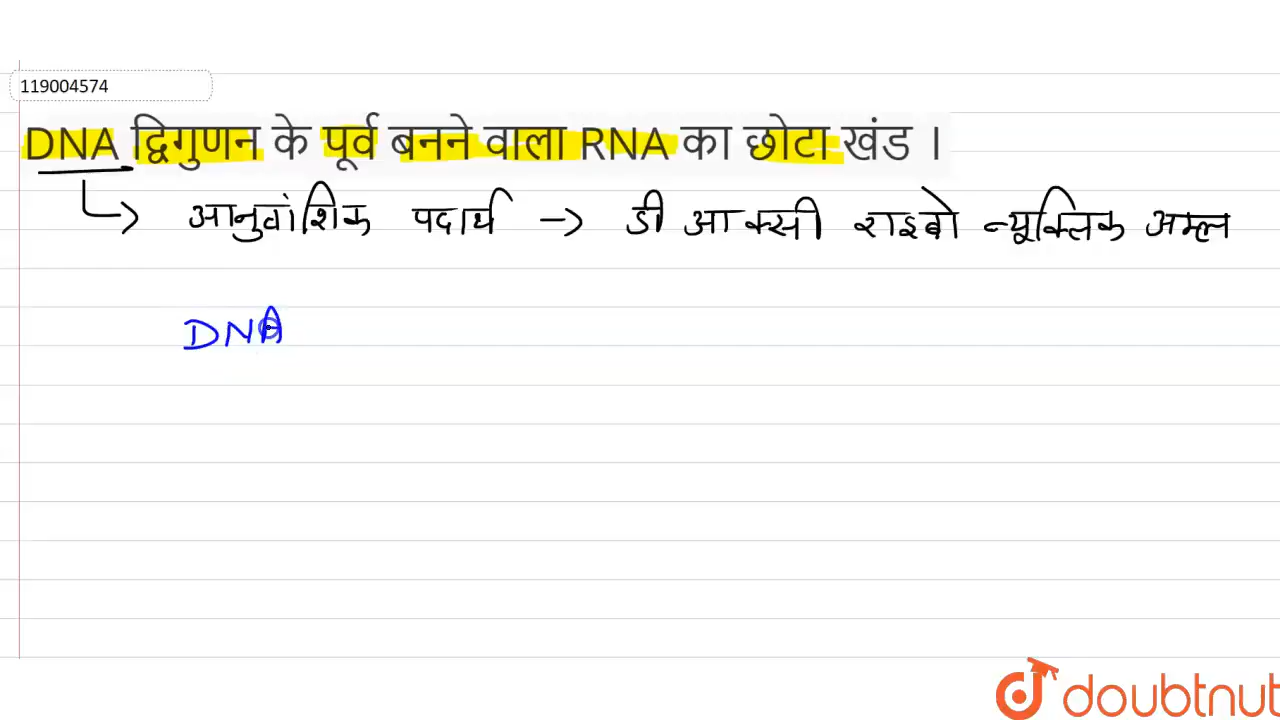 119004574
DNA द्विगुणन के पूर्व बनने वाला RNA का छोटा खंड ।
आनुवांशिक पदार्थ → डी आक्सी राइबो न्यूक्लिक अम्ल
DNA
doubtnut